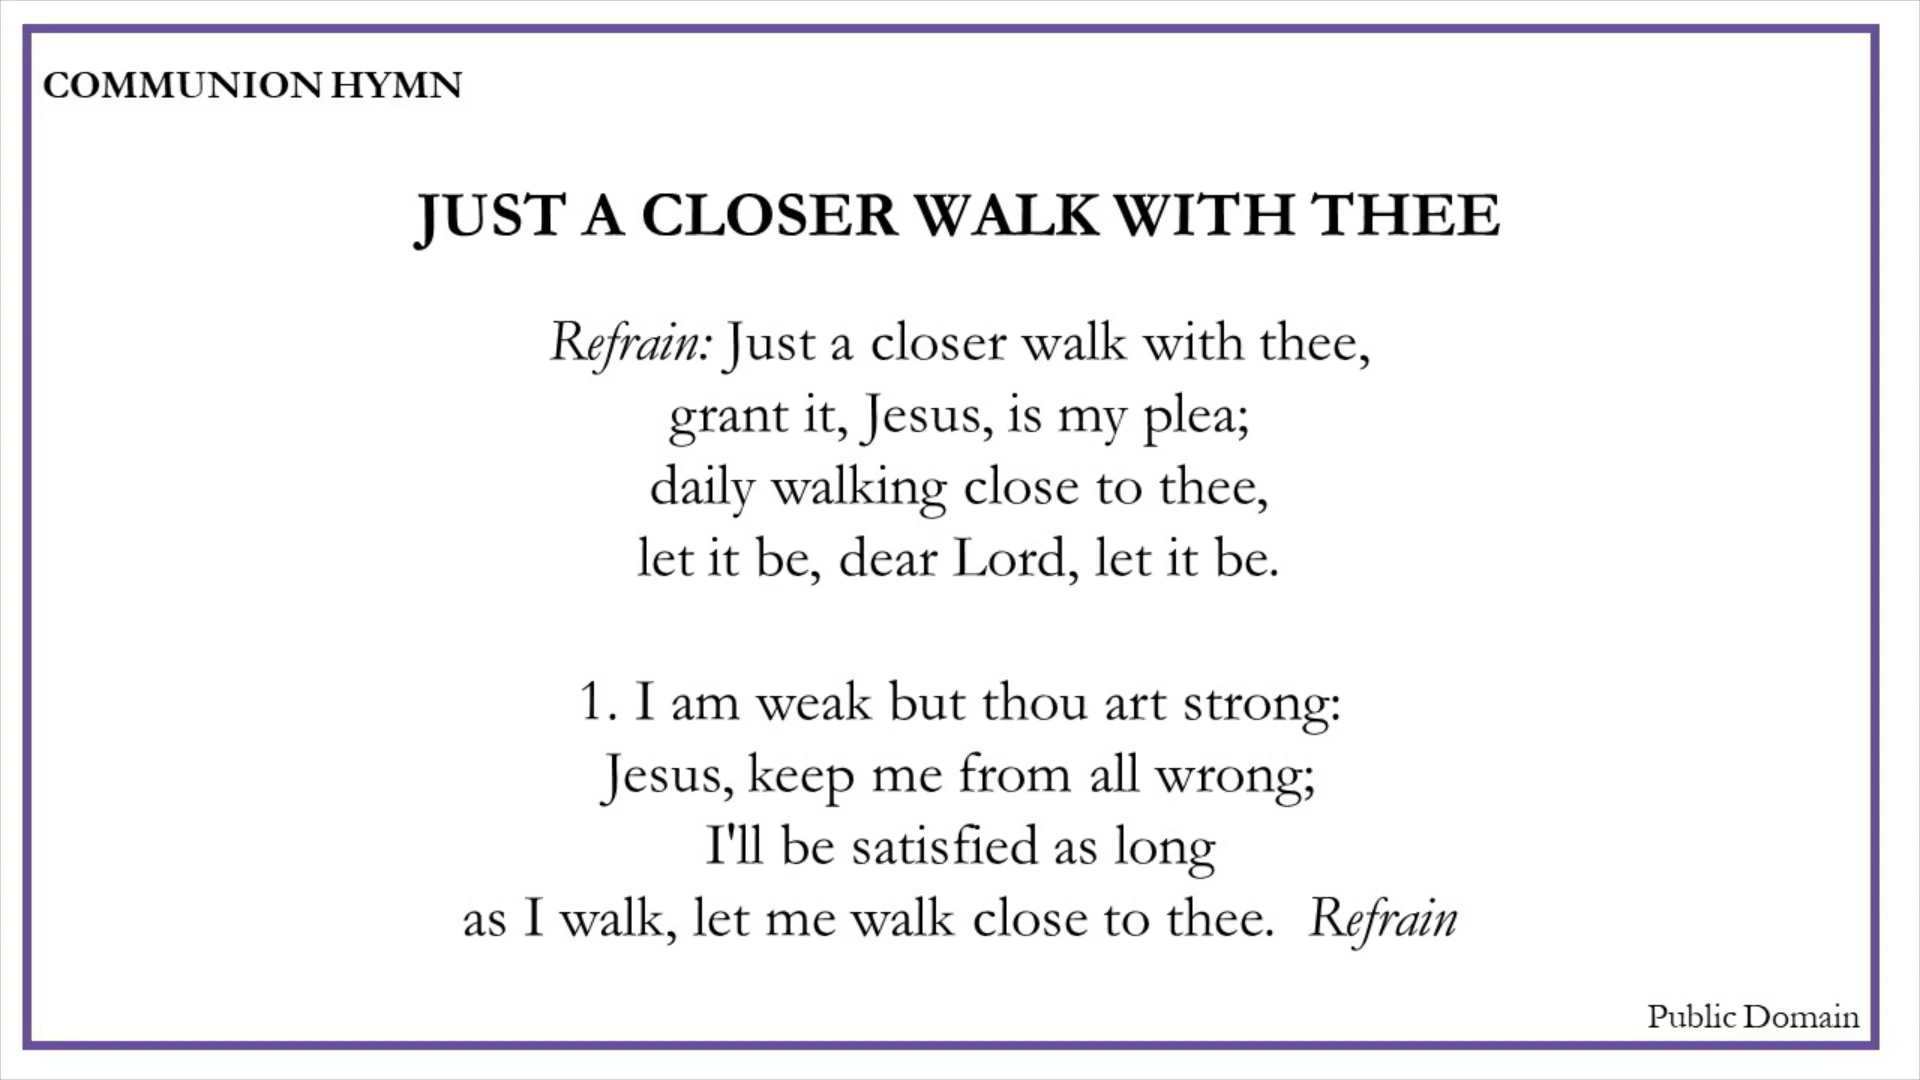 COMMUNION HYMN
JUST A CLOSER WALK WITH THEE
Refrain: Just a closer walk with thee,
grant it, Jesus, is my plea;
daily walking close to thee,
let it be, dear Lord, let it be.
1. I am weak but thou art strong:
Jesus, keep me from all wrong;
I'll be satisfied as long
as I walk, let me walk close to thee.  Refrain
Public Domain